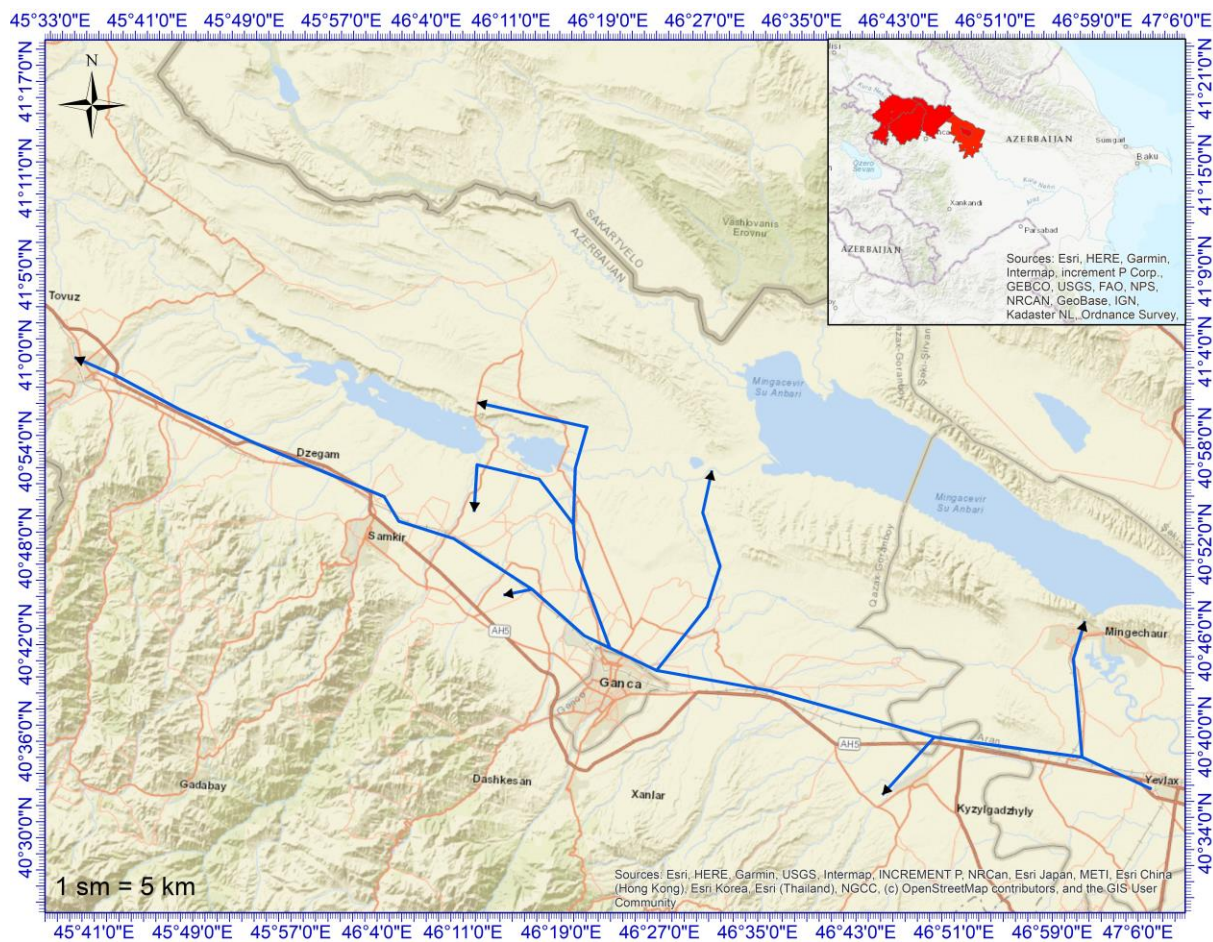 45°33'0"E 45°41'0"E 45°49'0"E 45°57'0"E 46°4'0"E 46°11'0"E 46°19'0"E 46°27'0"E 46°35'0"E 46°43'0"E 46°51'0"E 46°59'0"E 47°6'0"E
41°17'0"N
41°11'0"N
41°5'0"N
41°0'0"N
40°54'0"N
40°48'0"N
40°42'0"N
40°36'0"N
40°30'0"N
N
AZERBAIJAN
Sumgait
Baku
Xankandi
Parsabad
AZERBAIJAN
Sources: Esri, HERE, Garmin,
Intermap, increment P Corp.,
GEBCO, USGS, FAO, NPS,
NRCAN, GeoBase, IGN,
Kadaster NL, Ordnance Survey,
SAKARTVELO
AZERBAIJAN
Vashlovanis
Erovnu
Tovuz
Mingacevir
Su Anbari
Qazax-Goranboy
Şəki-Şirvan
Dzegam
Mingacevir
Su Anbari
Samkir
Qazax-Goranboy
AH5
Mingechaur
Ganca
Gence
Aran
AH5
Yevlax
Gadabay
Dashkesan
Xanlar
Kyzylgadzhyly
1 sm = 5 km
Sources: Esri, HERE, Garmin, USGS, Intermap, INCREMENT P, NRCan, Esri Japan, METI, Esri China
(Hong Kong), Esri Korea, Esri (Thailand), NGCC, (c) OpenStreetMap contributors, and the GIS User
Community
41°21'0"N
41°15'0"N
41°9'0"N
41°4'0"N
40°58'0"N
40°52'0"N
40°46'0"N
40°40'0"N
40°34'0"N
45°41'0"E 45°49'0"E 45°57'0"E 46°4'0"E 46°11'0"E 46°19'0"E 46°27'0"E 46°35'0"E 46°43'0"E 46°51'0"E 46°59'0"E 47°6'0"E